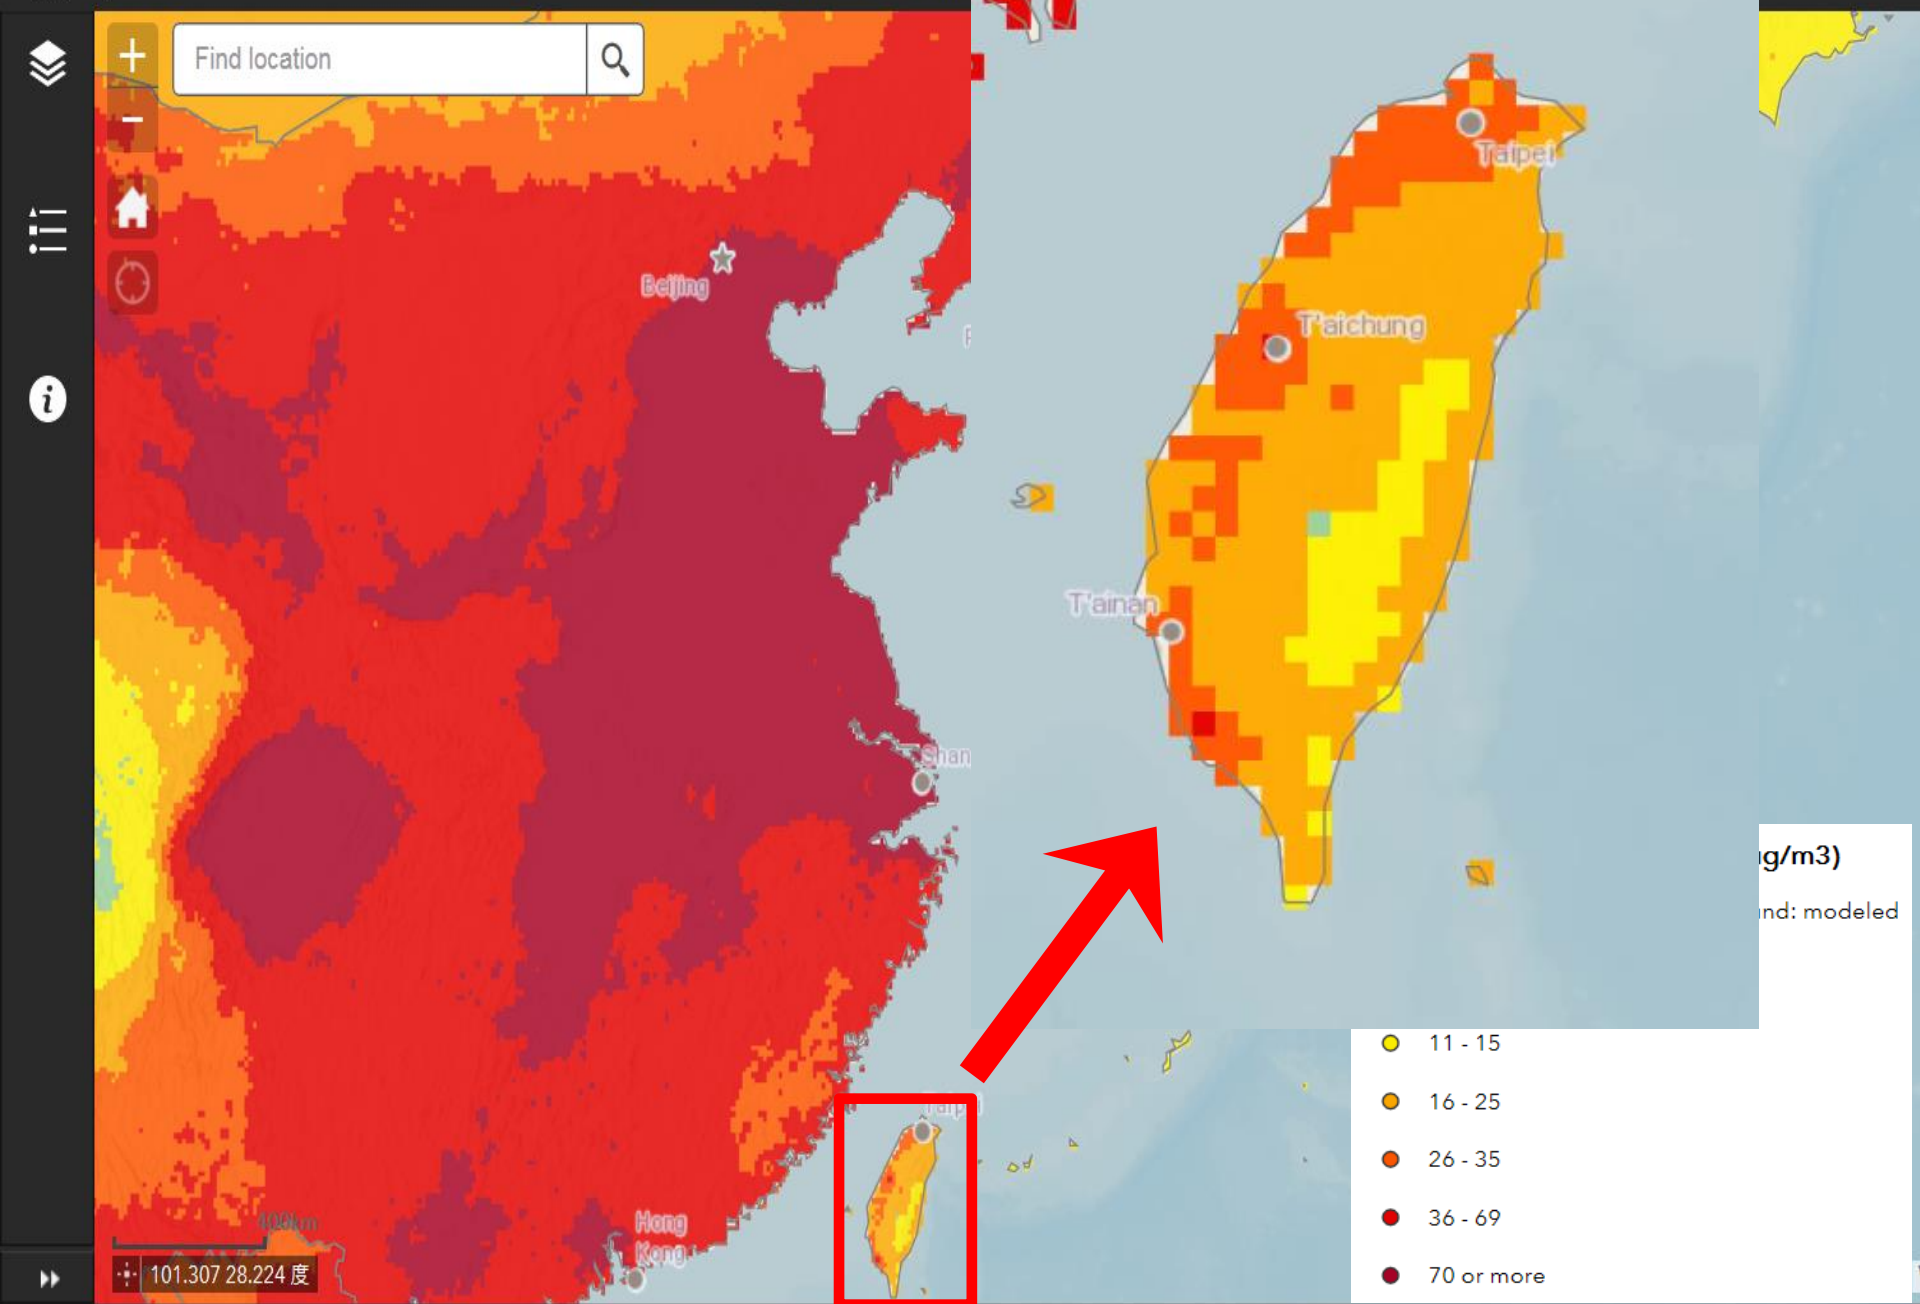 Find location
Beijing
Shan
Hong
Kong
400km
101.307 28.224 度
Taipei
T'aichung
T'ainan
g/m3)
nd: modeled
11 - 15
16 - 25
26 - 35
36 - 69
70 or more